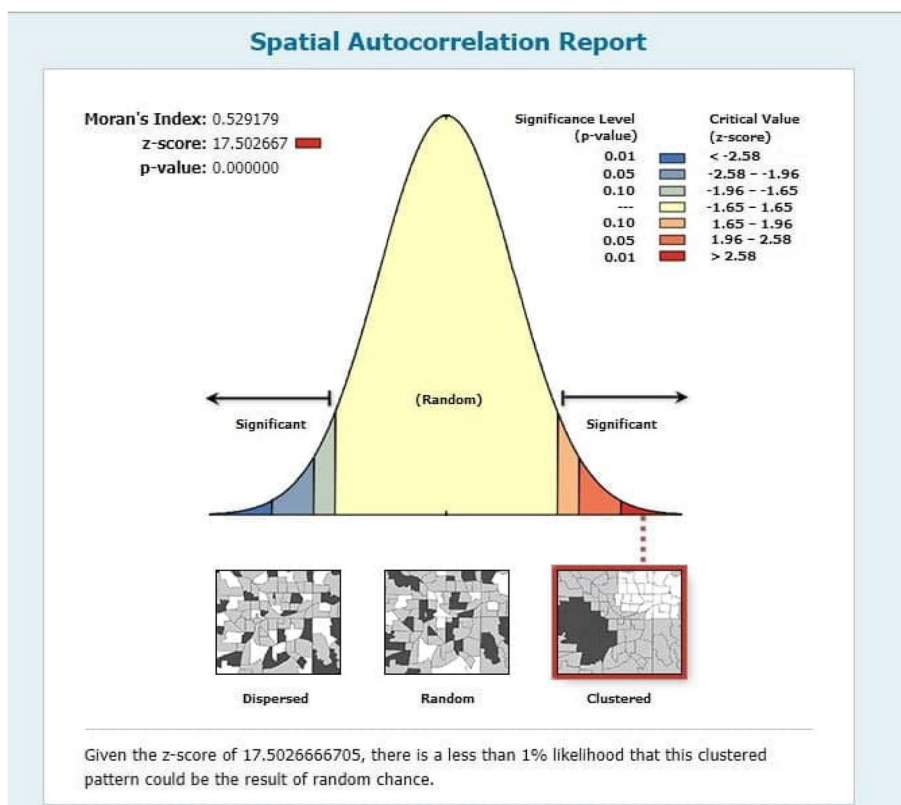 Spatial Autocorrelation Report
Moran's Index: 0.529179
z-score: 17.502667
p-value: 0.000000
Significance Level (p-value)
Critical Value (z-score)
0.01 < -2.58
0.05 -2.58 – -1.96
0.10 -1.96 – -1.65
--- -1.65 – 1.65
0.10 1.65 – 1.96
0.05 1.96 – 2.58
0.01 > 2.58
(Random)
Significant
Significant
Dispersed
Random
Clustered
Given the z-score of 17.5026666705, there is a less than 1% likelihood that this clustered
pattern could be the result of random chance.